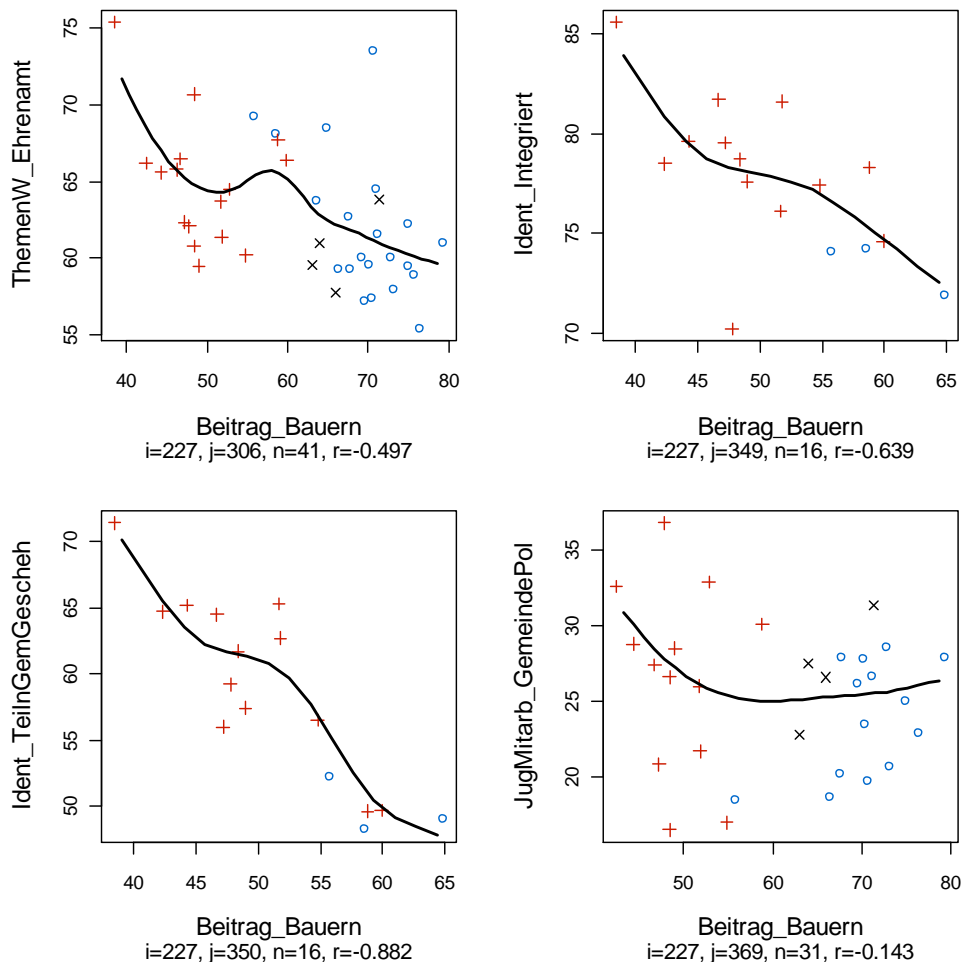 ThemenW_Ehrenamt
75
70
65
60
55
40 50 60 70 80
Beitrag_Bauern
i=227, j=306, n=41, r=-0.497
Ident_Integriert
85
80
75
70
40 45 50 55 60 65
Beitrag_Bauern
i=227, j=349, n=16, r=-0.639
Ident_TeilnGemGescheh
70
65
60
55
50
40 45 50 55 60 65
Beitrag_Bauern
i=227, j=350, n=16, r=-0.882
JugMitarb_GemeindePol
35
30
25
20
50 60 70 80
Beitrag_Bauern
i=227, j=369, n=31, r=-0.143